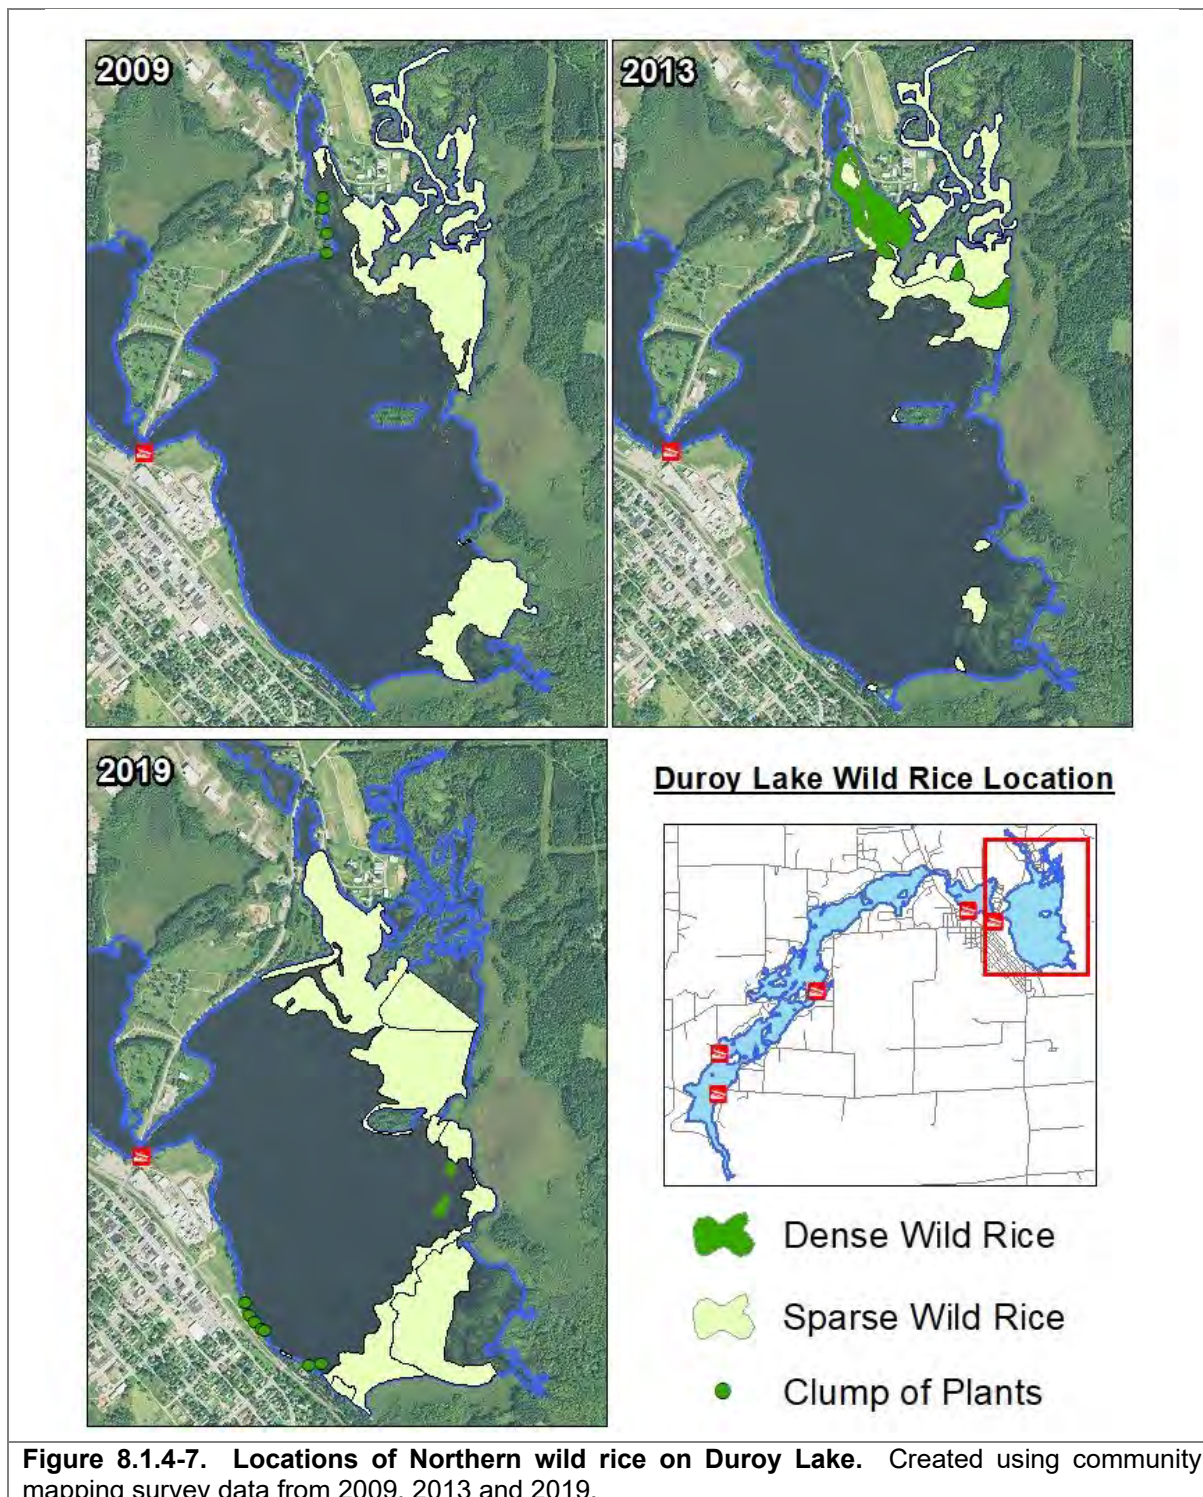 2009
2013
2019
Duroy Lake Wild Rice Location
Dense Wild Rice
Sparse Wild Rice
Clump of Plants
Figure 8.1.4-7. Locations of Northern wild rice on Duroy Lake. Created using community
mapping survey data from 2009, 2013 and 2019.